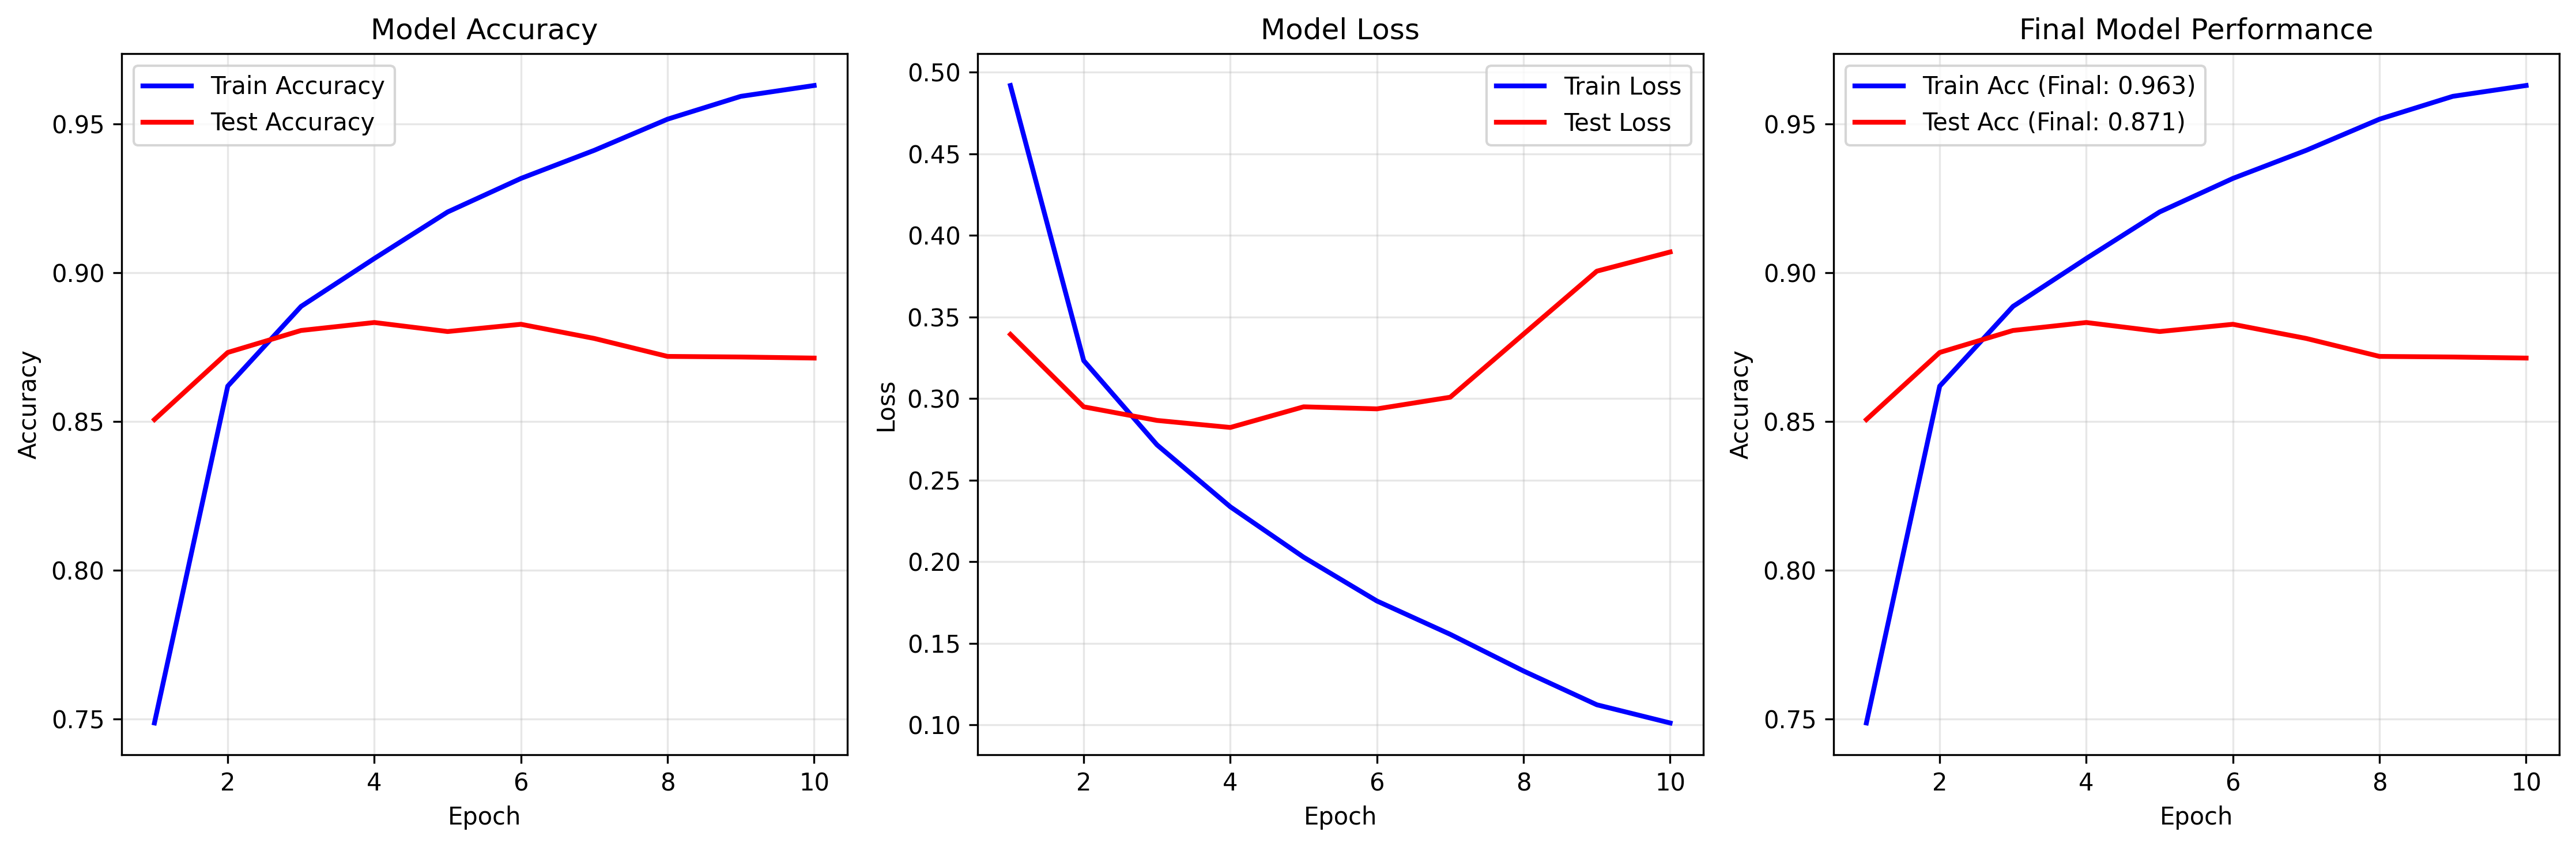 Model Accuracy
Train Accuracy
Test Accuracy
0.95
0.90
0.85
0.80
0.75
Accuracy
2 4 6 8 10
Epoch
Model Loss
Train Loss
Test Loss
0.50
0.45
0.40
0.35
0.30
0.25
0.20
0.15
0.10
Loss
2 4 6 8 10
Epoch
Final Model Performance
Train Acc (Final: 0.963)
Test Acc (Final: 0.871)
0.95
0.90
0.85
0.80
0.75
Accuracy
2 4 6 8 10
Epoch